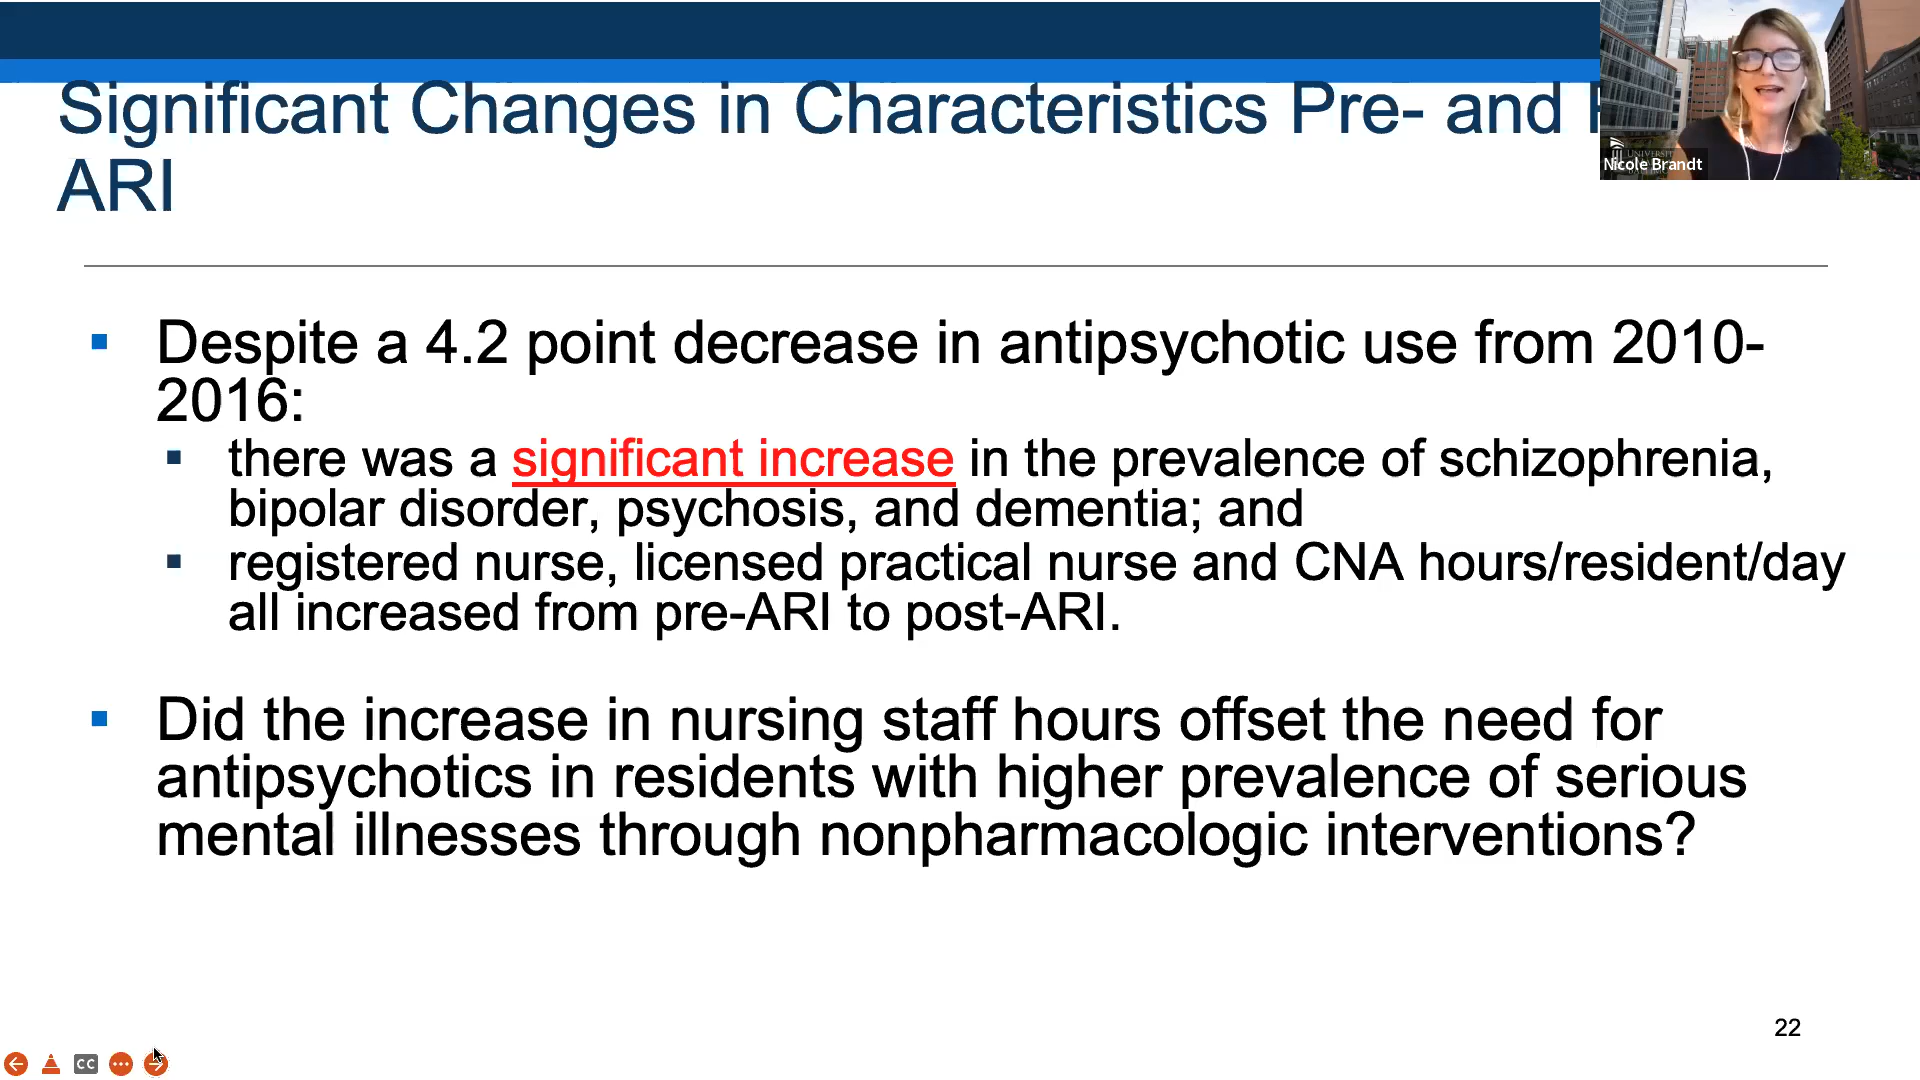 Significant Changes in Characteristics Pre- and
ARI
Nicole Brandt
Despite a 4.2 point decrease in antipsychotic use from 2010-
2016:
there was a significant increase in the prevalence of schizophrenia,
bipolar disorder, psychosis, and dementia; and
registered nurse, licensed practical nurse and CNA hours/resident/day
all increased from pre-ARI to post-ARI.
Did the increase in nursing staff hours offset the need for
antipsychotics in residents with higher prevalence of serious
mental illnesses through nonpharmacologic interventions?
22
CC